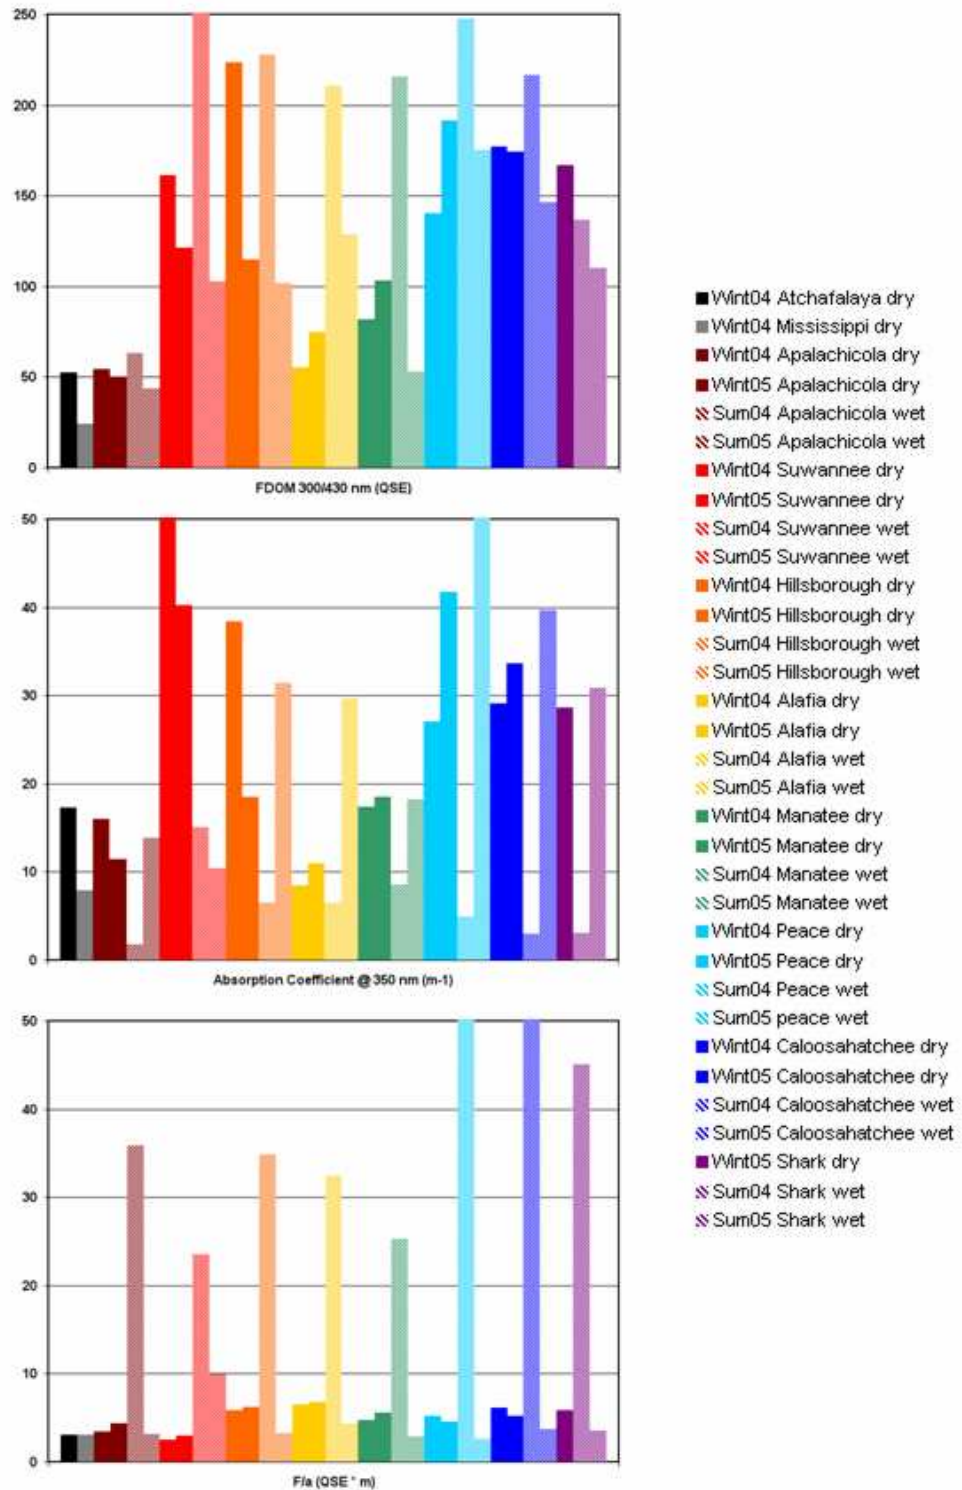 250
200
150
100
50
0
FDOM 300/430 nm (QSE)
50
40
30
20
10
0
Absorption Coefficient @ 350 nm (m-1)
50
40
30
20
10
0
F/a (QSE * m)
Wint04 Atchafalaya dry
Wint04 Mississippi dry
Wint04 Apalachicola dry
Wint05 Apalachicola dry
Sum04 Apalachicola wet
Sum05 Apalachicola wet
Wint04 Suwannee dry
Wint05 Suwannee dry
Sum04 Suwannee wet
Sum05 Suwannee wet
Wint04 Hillsborough dry
Wint05 Hillsborough dry
Sum04 Hillsborough wet
Sum05 Hillsborough wet
Wint04 Alafia dry
Wint05 Alafia dry
Sum04 Alafia wet
Sum05 Alafia wet
Wint04 Manatee dry
Wint05 Manatee dry
Sum04 Manatee wet
Sum05 Manatee wet
Wint04 Peace dry
Wint05 Peace dry
Sum04 Peace wet
Sum05 peace wet
Wint04 Caloosahatchee dry
Wint05 Caloosahatchee dry
Sum04 Caloosahatchee wet
Sum05 Caloosahatchee wet
Wint05 Shark dry
Sum04 Shark wet
Sum05 Shark wet